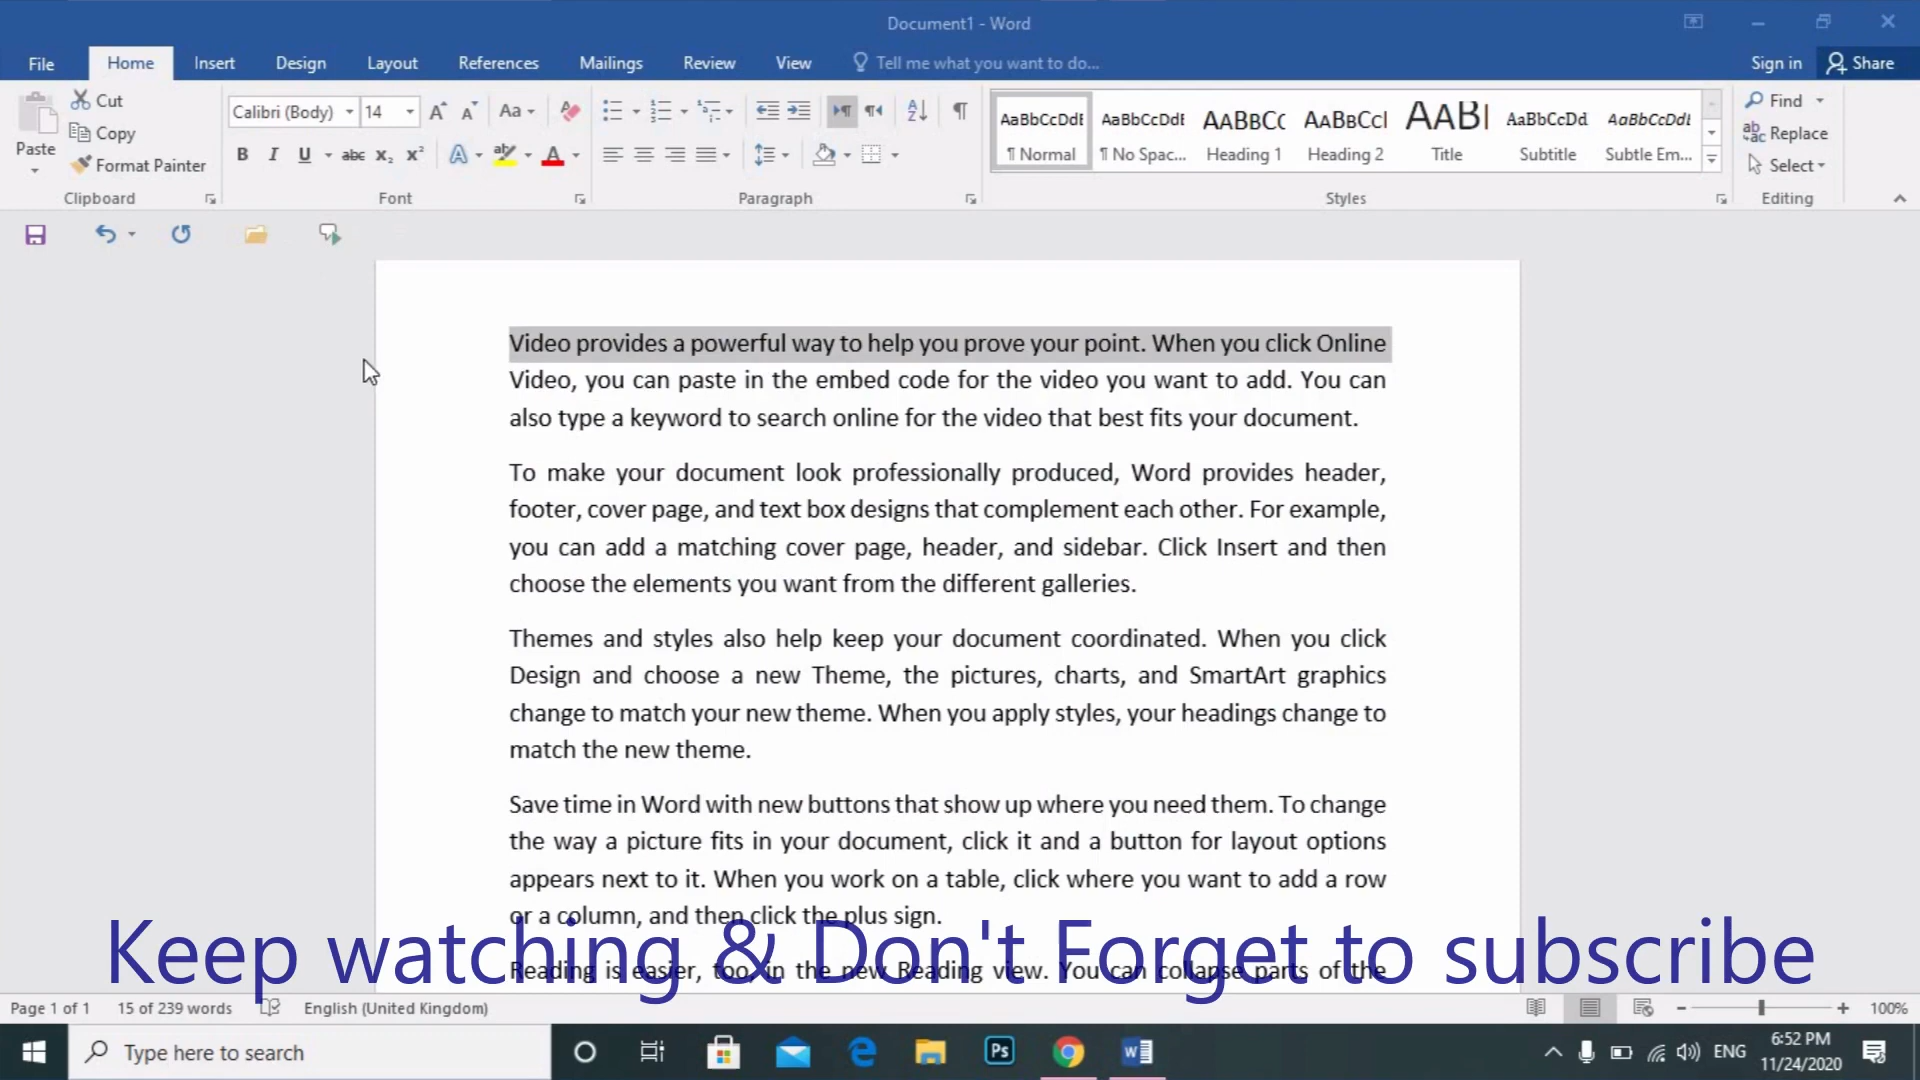 Document1 - Word
File Home Insert Design Layout References Mailings Review View Tell me what you want to do... Sign in Share
Cut
Copy
Format Painter
Paste
Clipboard
Calibri (Body) 14 Aa
B I U abc x₂ x² A ab A
Font
A Z ¶
Paragraph
AaBbCcDdE AaBbCcDdE AABBCC AABBCCI AABI AaBbCcDd AaBbCcDdE
¶ Normal ¶ No Spac... Heading 1 Heading 2 Title Subtitle Subtle Em...
Styles
Find
Replace
Select
Editing
Video provides a powerful way to help you prove your point. When you click Online
Video, you can paste in the embed code for the video you want to add. You can
also type a keyword to search online for the video that best fits your document.
To make your document look professionally produced, Word provides header,
footer, cover page, and text box designs that complement each other. For example,
you can add a matching cover page, header, and sidebar. Click Insert and then
choose the elements you want from the different galleries.
Themes and styles also help keep your document coordinated. When you click
Design and choose a new Theme, the pictures, charts, and SmartArt graphics
change to match your new theme. When you apply styles, your headings change to
match the new theme.
Save time in Word with new buttons that show up where you need them. To change
the way a picture fits in your document, click it and a button for layout options
appears next to it. When you work on a table, click where you want to add a row
or a column, and then click the plus sign.
Keep watching & Don't Forget to subscribe
Reading is easier, too, in the new Reading view. You can collapse parts of the
Page 1 of 1 15 of 239 words English (United Kingdom) 100%
Type here to search
Ps
ENG
6:52 PM
11/24/2020